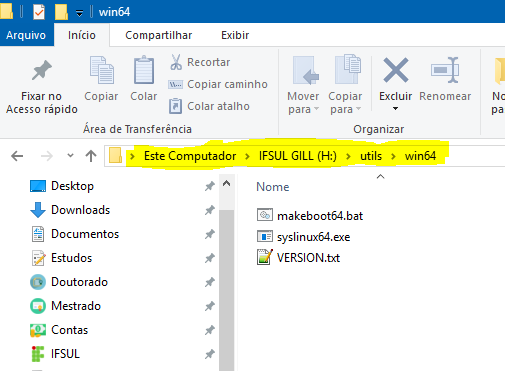 win64
Arquivo Início Compartilhar Exibir
Fixar no Acesso rápido
Copiar
Colar
Recortar
Copiar caminho
Colar atalho
Mover para
Copiar para
Excluir
Renomear
Área de Transferência
Organizar
Este Computador > IFSUL GILL (H:) > utils > win64
Desktop
Downloads
Documentos
Estudos
Doutorado
Mestrado
Contas
IFSUL
Nome
makeboot64.bat
syslinux64.exe
VERSION.txt